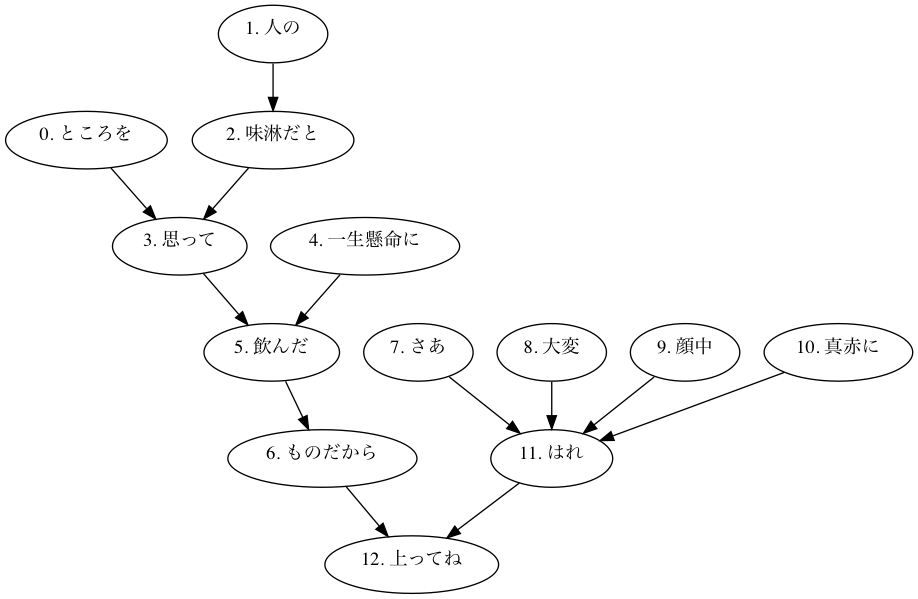 1. 人の
0. ところを
2. 味淋だと
3. 思って
4. 一生懸命に
5. 飲んだ
7. さあ
8. 大変
9. 顔中
10. 真赤に
6. ものだから
11. はれ
12. 上ってね